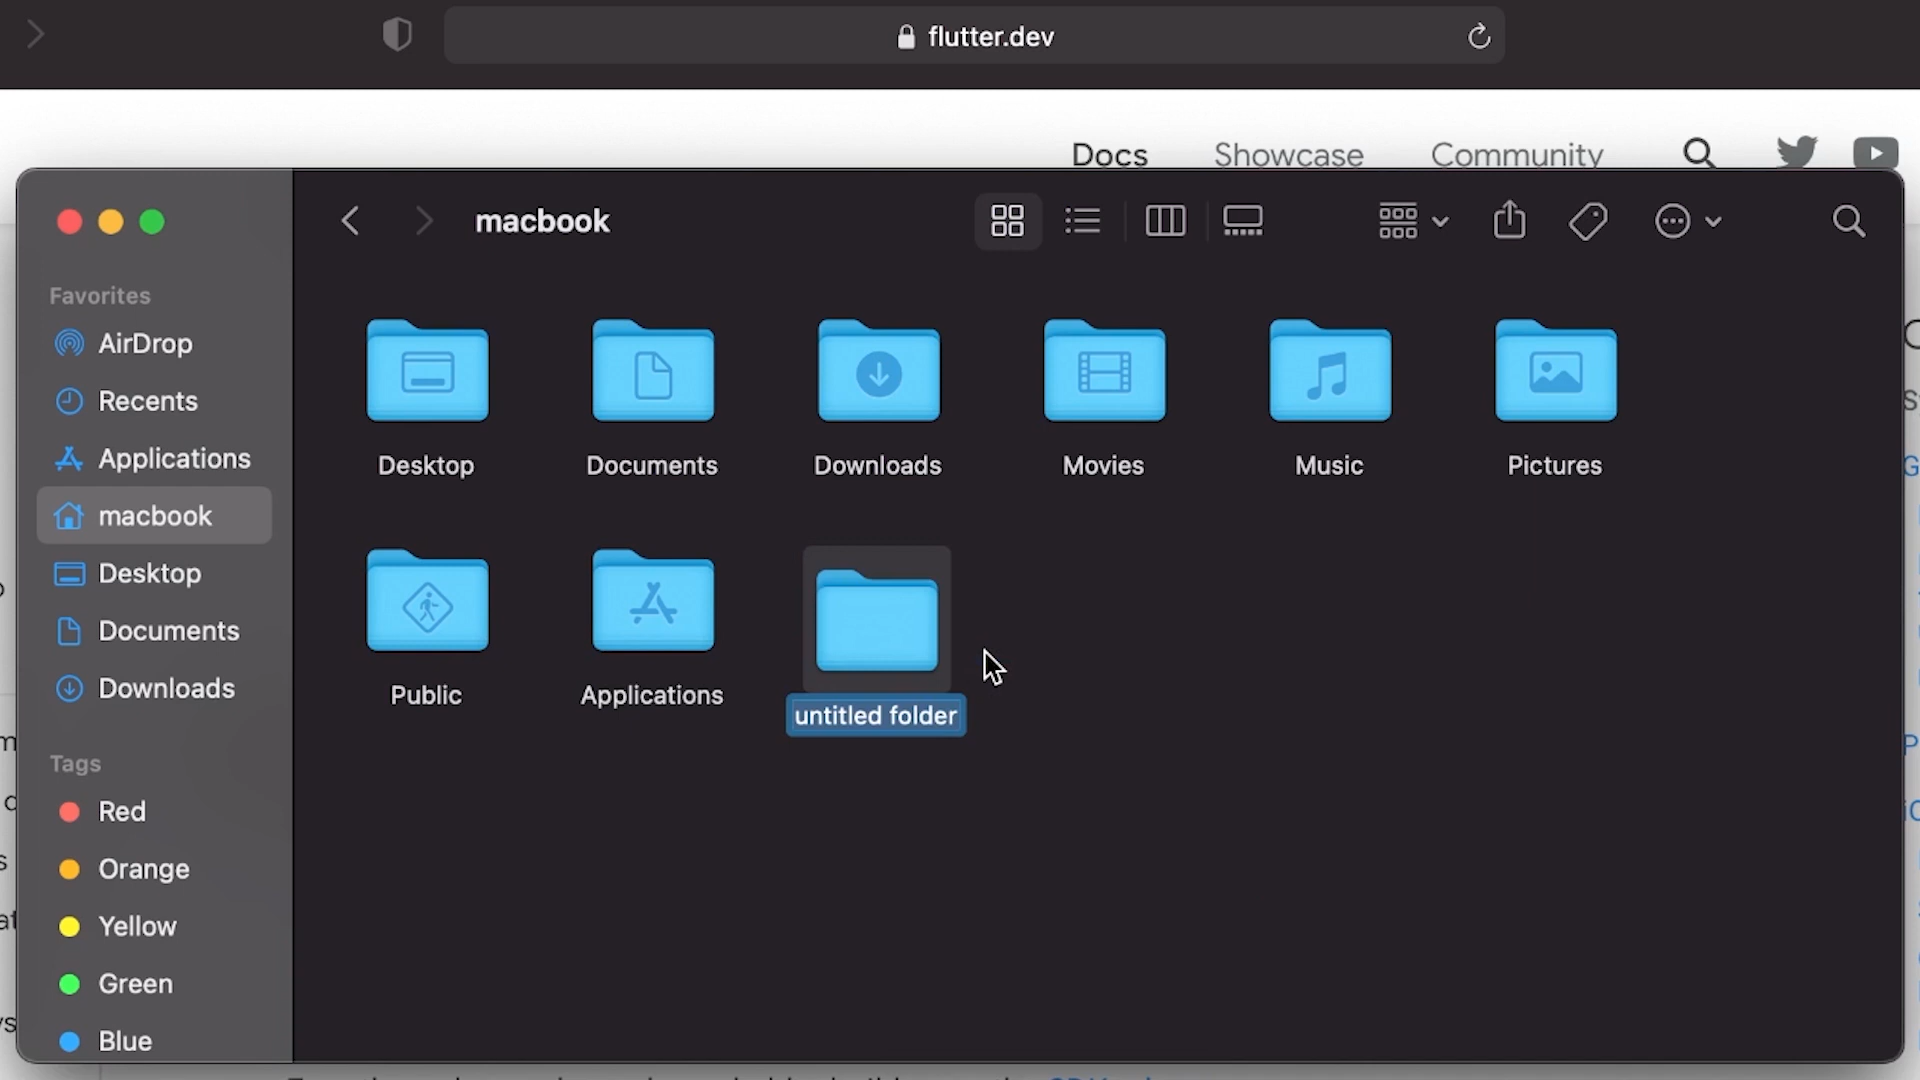 flutter.dev
Docs Showcase Community
macbook
Favorites
AirDrop
Recents
Applications
macbook
Desktop
Documents
Downloads
Tags
Red
Orange
Yellow
Green
Blue
Desktop Documents Downloads Movies Music Pictures
Public Applications untitled folder